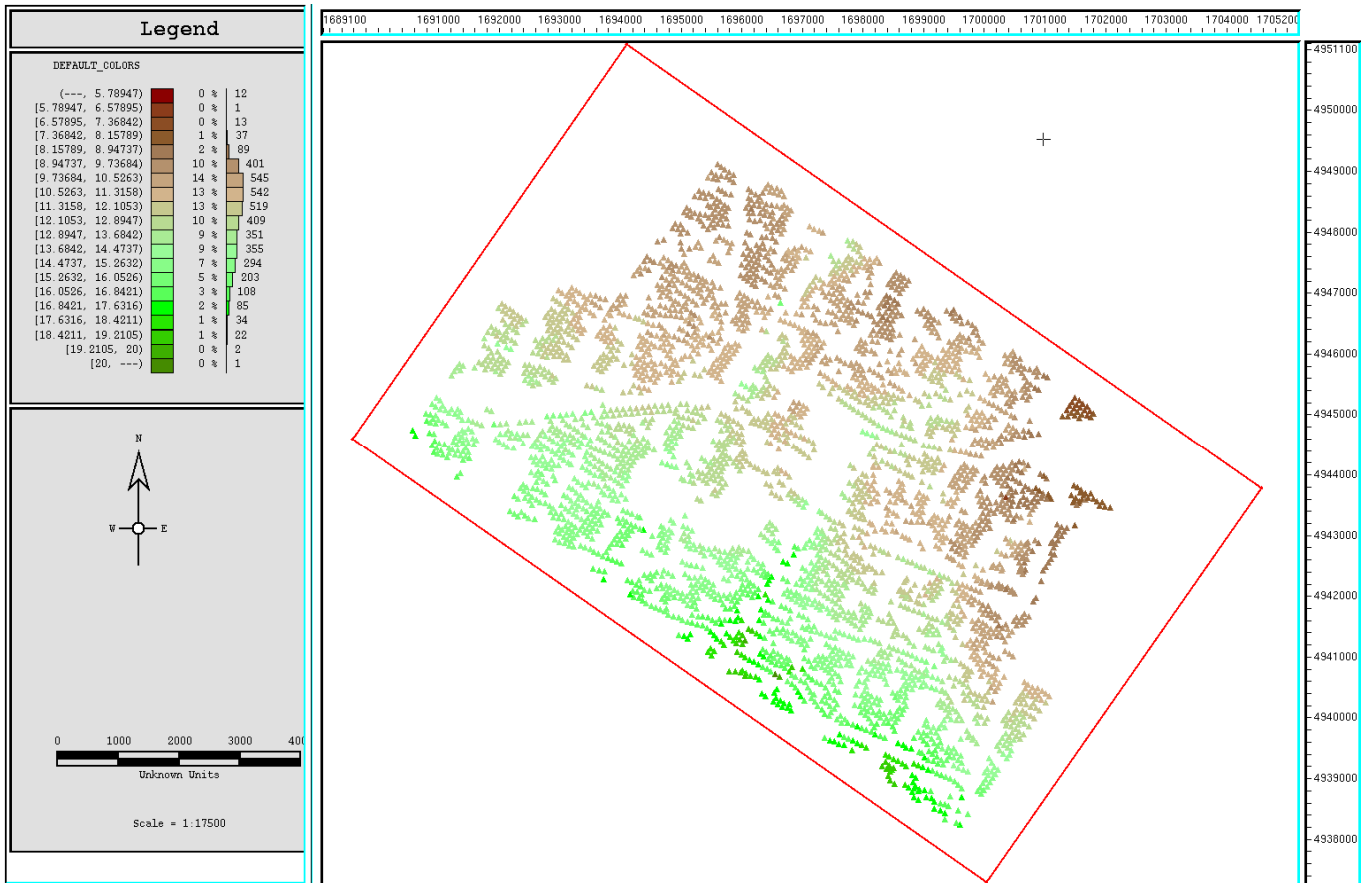 Legend
DEFAULT_COLORS
(---, 5.78947) 0 % 12
[5.78947, 6.57895) 0 % 1
[6.57895, 7.36842) 0 % 13
[7.36842, 8.15789) 1 % 37
[8.15789, 8.94737) 2 % 89
[8.94737, 9.73684) 10 % 401
[9.73684, 10.5263) 14 % 545
[10.5263, 11.3158) 13 % 542
[11.3158, 12.1053) 13 % 519
[12.1053, 12.8947) 10 % 409
[12.8947, 13.6842) 9 % 351
[13.6842, 14.4737) 9 % 355
[14.4737, 15.2632) 7 % 294
[15.2632, 16.0526) 5 % 203
[16.0526, 16.8421) 3 % 108
[16.8421, 17.6316) 2 % 85
[17.6316, 18.4211) 1 % 34
[18.4211, 19.2105) 1 % 22
[19.2105, 20) 0 % 2
[20, ---) 0 % 1
N
W E
0 1000 2000 3000 400
Unknown Units
Scale = 1:17500
1689100 1691000 1692000 1693000 1694000 1695000 1696000 1697000 1698000 1699000 1700000 1701000 1702000 1703000 1704000 1705200
4951100
4950000
4949000
4948000
4947000
4946000
4945000
4944000
4943000
4942000
4941000
4940000
4939000
4938000